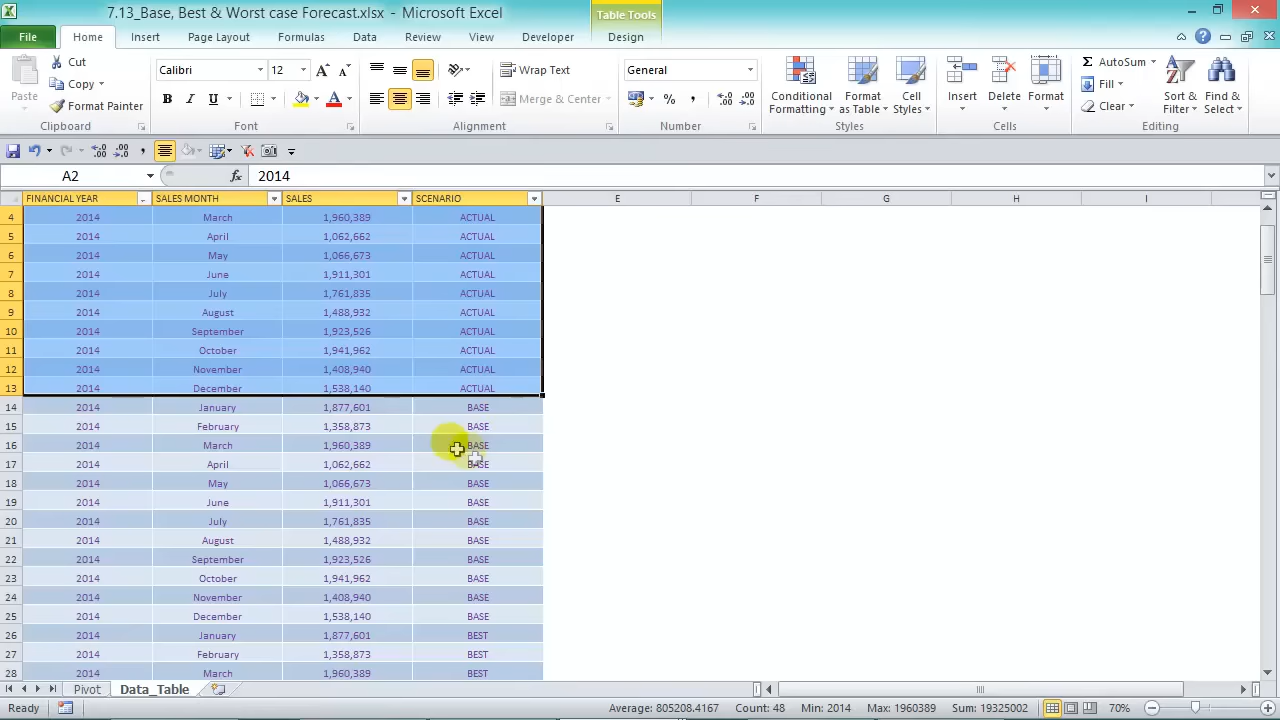 7.13_Base, Best & Worst case Forecast.xlsx - Microsoft Excel
Table Tools
File Home Insert Page Layout Formulas Data Review View Developer Design
Paste
Cut
Copy
Format Painter
Clipboard
Calibri 12
B I U
Font
Wrap Text
Merge & Center
Alignment
General
Number
Conditional Formatting
Format as Table
Cell Styles
Styles
Insert
Delete
Format
Cells
AutoSum
Fill
Clear
Sort & Filter
Find & Select
Editing
A2 fx 2014
FINANCIAL YEAR SALES MONTH SALES SCENARIO E F G H I
4 2014 March 1,960,389 ACTUAL
5 2014 April 1,062,662 ACTUAL
6 2014 May 1,066,673 ACTUAL
7 2014 June 1,911,301 ACTUAL
8 2014 July 1,761,835 ACTUAL
9 2014 August 1,488,932 ACTUAL
10 2014 September 1,923,526 ACTUAL
11 2014 October 1,941,962 ACTUAL
12 2014 November 1,408,940 ACTUAL
13 2014 December 1,538,140 ACTUAL
14 2014 January 1,877,601 BASE
15 2014 February 1,358,873 BASE
16 2014 March 1,960,389 BASE
17 2014 April 1,062,662 BASE
18 2014 May 1,066,673 BASE
19 2014 June 1,911,301 BASE
20 2014 July 1,761,835 BASE
21 2014 August 1,488,932 BASE
22 2014 September 1,923,526 BASE
23 2014 October 1,941,962 BASE
24 2014 November 1,408,940 BASE
25 2014 December 1,538,140 BASE
26 2014 January 1,877,601 BEST
27 2014 February 1,358,873 BEST
28 2014 March 1,960,389 BEST
Pivot Data_Table
Ready Average: 805208.4167 Count: 48 Min: 2014 Max: 1960389 Sum: 19325002 70%